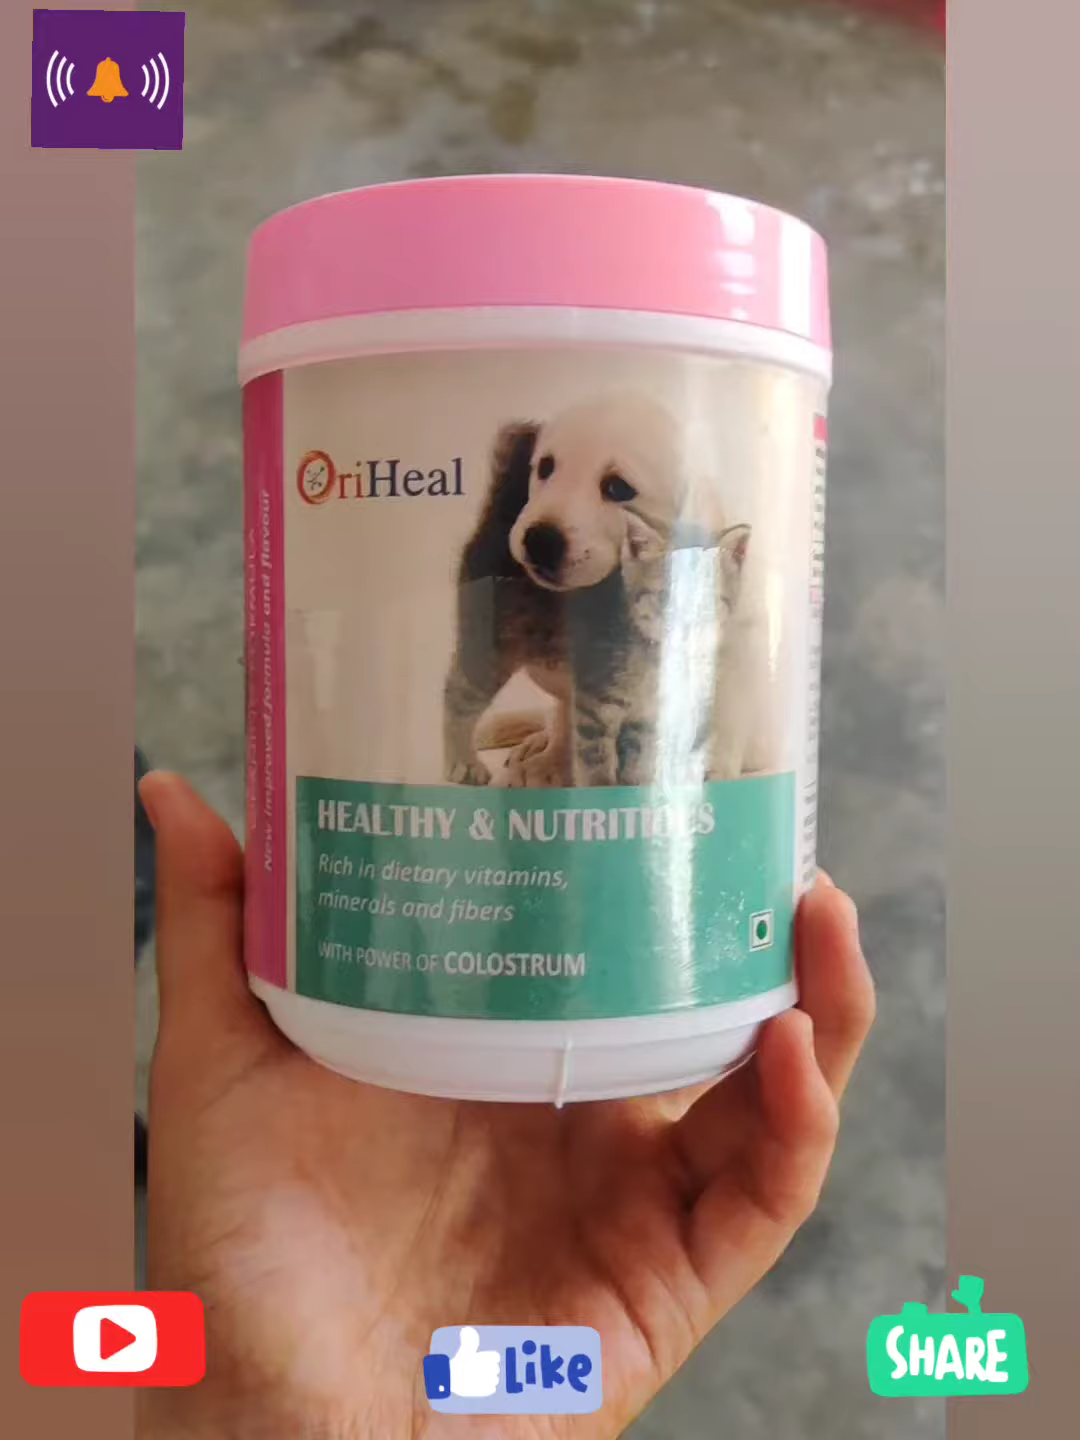 OriHeal
New improved formula and flavour
HEALTHY & NUTRITIOUS
Rich in dietary vitamins,
minerals and fibers
WITH POWER OF COLOSTRUM
Like
SHARE